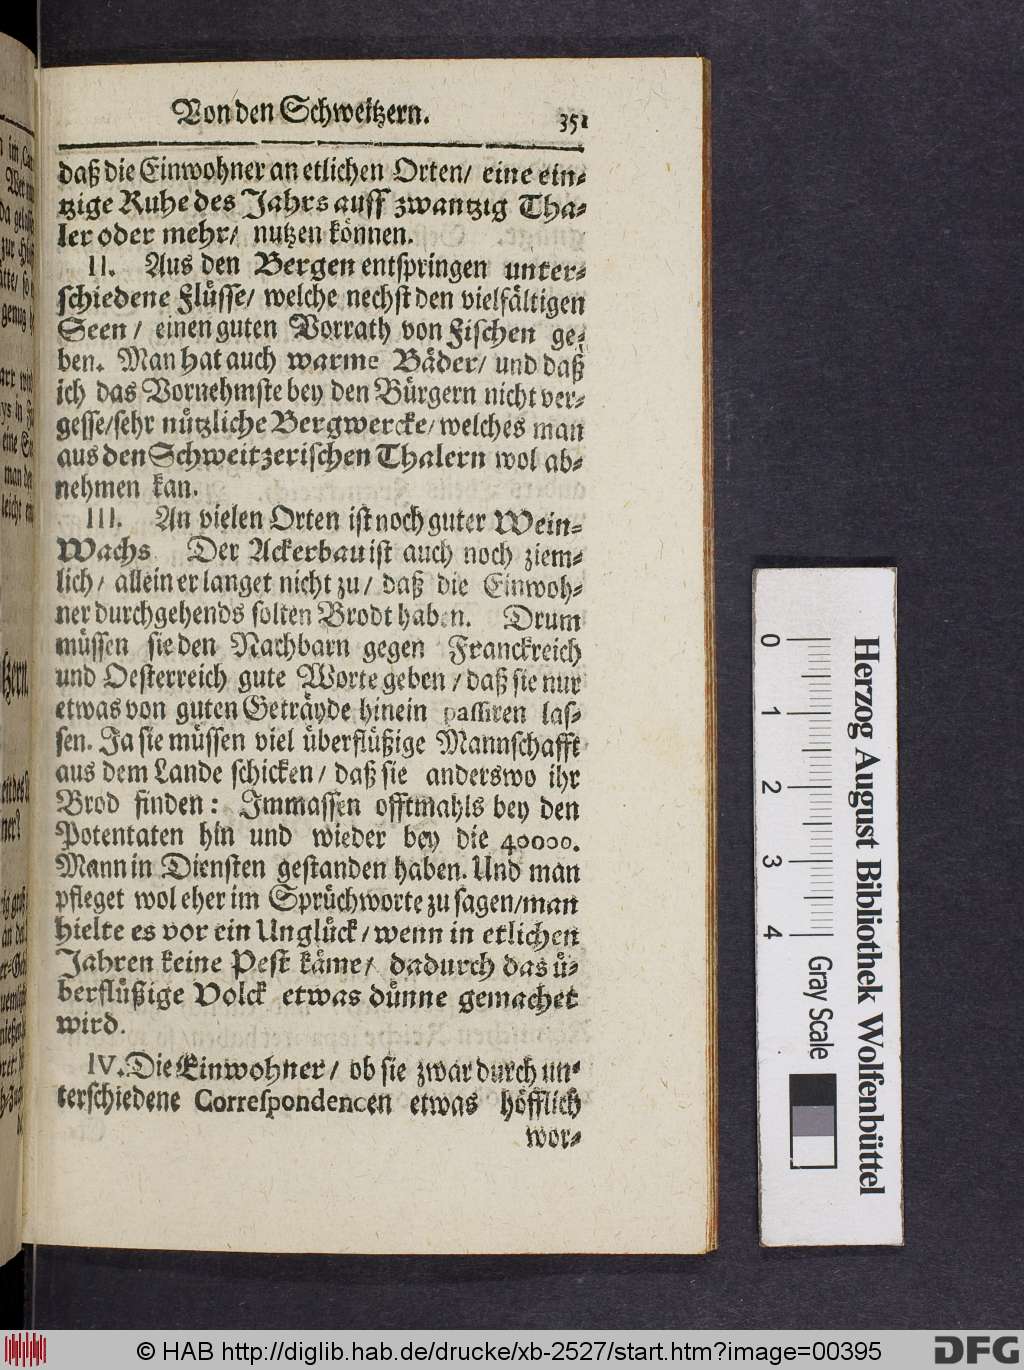 Von den Schweitzern. 351
daß die Einwohner an etlichen Orten/ eine ein-
tzige Ruhe des Jahrs auff zwantzig Tha-
ler oder mehr/ nutzen können.
II. Aus den Bergen entspringen unter-
schiedene Flüsse/ welche nechst den vielfältigen
Seen/ einen guten Vorrath von Fischen ge-
ben. Man hat auch warme Bäder/ und daß
ich das Vornehmste bey den Bürgern nicht ver-
gesse/sehr nützliche Bergwercke/welches man
aus den Schweitzerischen Thalern wol ab-
nehmen kan.
III. An vielen Orten ist noch guter Wein-
Wachs Der Ackerbau ist auch noch ziem-
lich/ allein er langet nicht zu/ daß die Einwoh-
ner durchgehends solten Brodt haben. Drum
müssen sie den Nachbarn gegen Franckreich
und Oesterreich gute Worte geben/ daß sie nur
etwas von guten Geträyde hinein passiren las-
sen. Ja sie müssen viel überflüßige Mannschafft
aus dem Lande schicken/ daß sie anderswo ihr
Brod finden: Immassen offtmahls bey den
Potentaten hin und wieder bey die 40000.
Mann in Diensten gestanden haben. Und man
pfleget wol eher im Sprüchworte zu sagen/man
hielte es vor ein Unglück/wenn in etlichen
Jahren keine Pest käme/ dadurch das ü-
berflüßige Volck etwas dünne gemachet
wird.
IV. Die Einwohner/ ob sie zwar durch un-
terschiedene Correspondencen etwas höfflich
wor-
0 1 2 3 4
Herzog August Bibliothek Wolfenbüttel
Gray Scale
© HAB http://diglib.hab.de/drucke/xb-2527/start.htm?image=00395
DFG